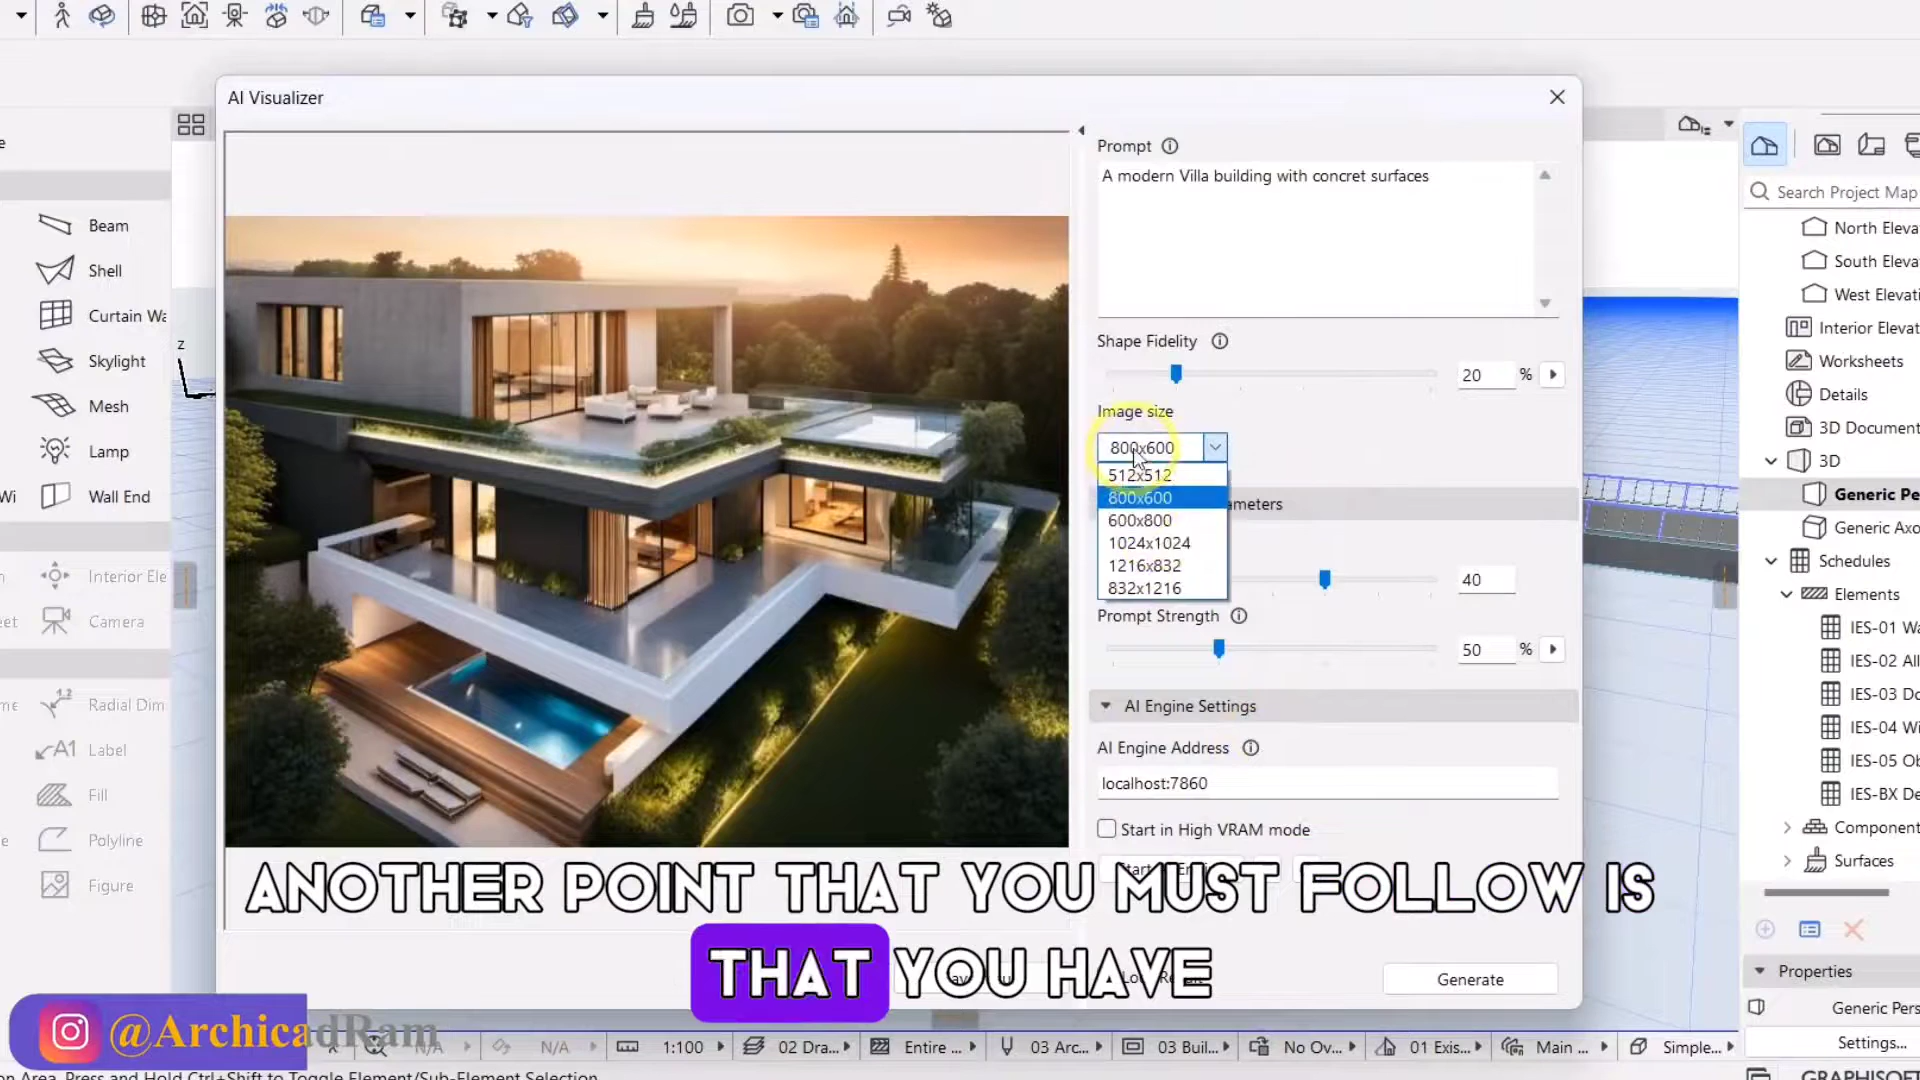 AI Visualizer
Prompt
A modern Villa building with concret surfaces
Shape Fidelity
20 %
Image size
800x600
512x512
800x600
600x800
1024x1024
1216x832
832x1216
40
Prompt Strength
50 %
AI Engine Settings
AI Engine Address
localhost:7860
Start in High VRAM mode
Generate
ANOTHER POINT THAT YOU MUST FOLLOW IS
THAT YOU HAVE
@ArchicadRam
Beam
Shell
Curtain Wa
Skylight
Mesh
Lamp
Wall End
Interior Ele
Camera
Radial Dim
A1 Label
Fill
Polyline
Figure
z
Search Project Map
North Eleva
South Eleva
West Elevati
Interior Elevat
Worksheets
Details
3D Document
3D
Generic Pe
Generic Axo
Schedules
Elements
IES-01 Wa
IES-02 All
IES-03 Do
IES-04 Wi
IES-05 Ob
IES-BX De
Component
Surfaces
Properties
Generic Pers
Settings...
GRAPHISOFT
N/A
N/A
1:100
02 Dra...
Entire ...
03 Arc...
03 Buil...
No Ov...
01 Exis...
Main ...
Simple...
on Area. Press and Hold Ctrl+Shift to Toggle Element/Sub-Element Selection.